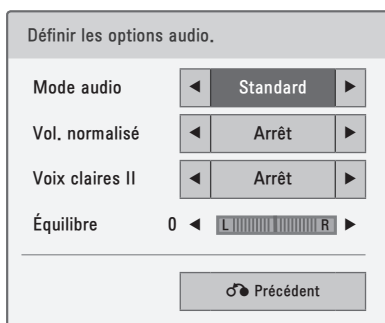 Définir les options audio.
Mode audio ◄ Standard ►
Vol. normalisé ◄ Arrêt ►
Voix claires II ◄ Arrêt ►
Équilibre 0 ◄ L R ►
Précédent